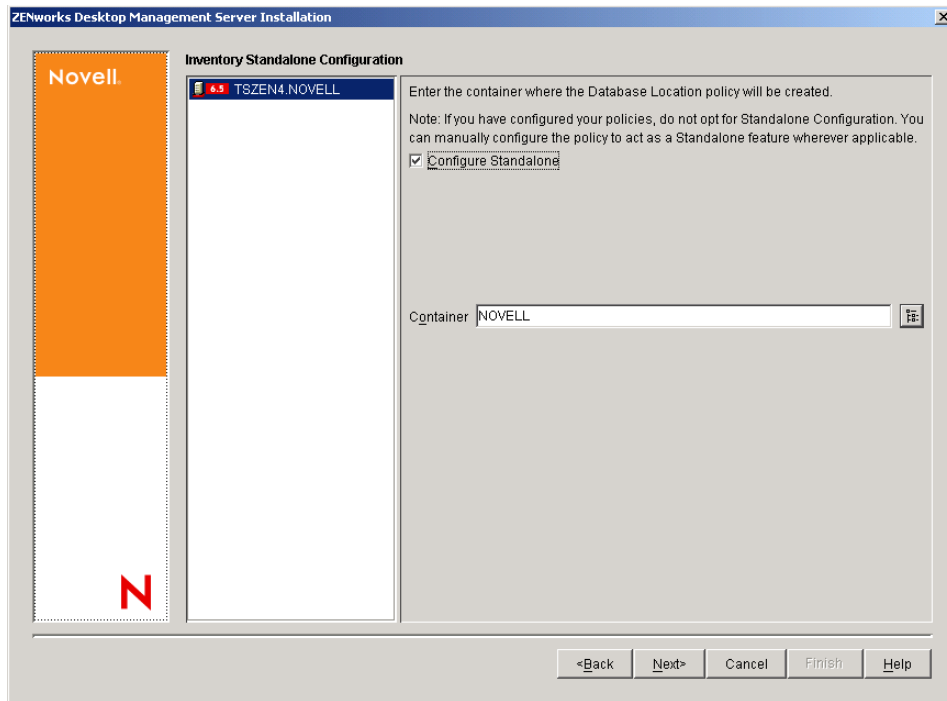 ZENworks Desktop Management Server Installation
Novell.
Inventory Standalone Configuration
6.5 TSZEN4.NOVELL
Enter the container where the Database Location policy will be created.
Note: If you have configured your policies, do not opt for Standalone Configuration. You
can manually configure the policy to act as a Standalone feature wherever applicable.
Configure Standalone
Container NOVELL
N
<Back Next> Cancel Finish Help